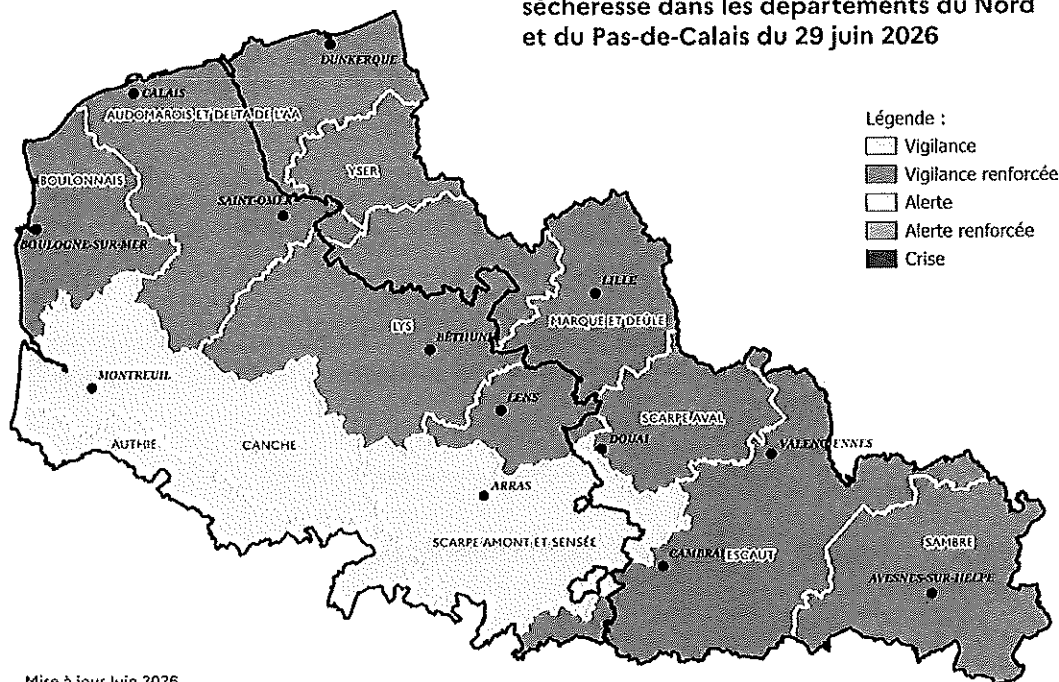 sécheresse dans les départements du Nord
et du Pas-de-Calais du 29 juin 2026
Légende :
Vigilance
Vigilance renforcée
Alerte
Alerte renforcée
Crise
DUNKERQUE
CALAIS
AUDOMAROIS ET DELTA DE L'AA
YSER
BOULONNAIS
SAINT-OMER
BOULOGNE-SUR-MER
LILLE
MARQUE ET DEÛLE
LYS
BÉTHUNE
MONTREUIL
LENS
SCARPE AVAL
AUTHIE
CANCHE
DOUAI
VALENCIENNES
ARRAS
SCARPE AMONT ET SENSÉE
CAMBRAI
ESCAUT
SAMBRE
AVESNES-SUR-HELPE
Mise à jour Juin 2026